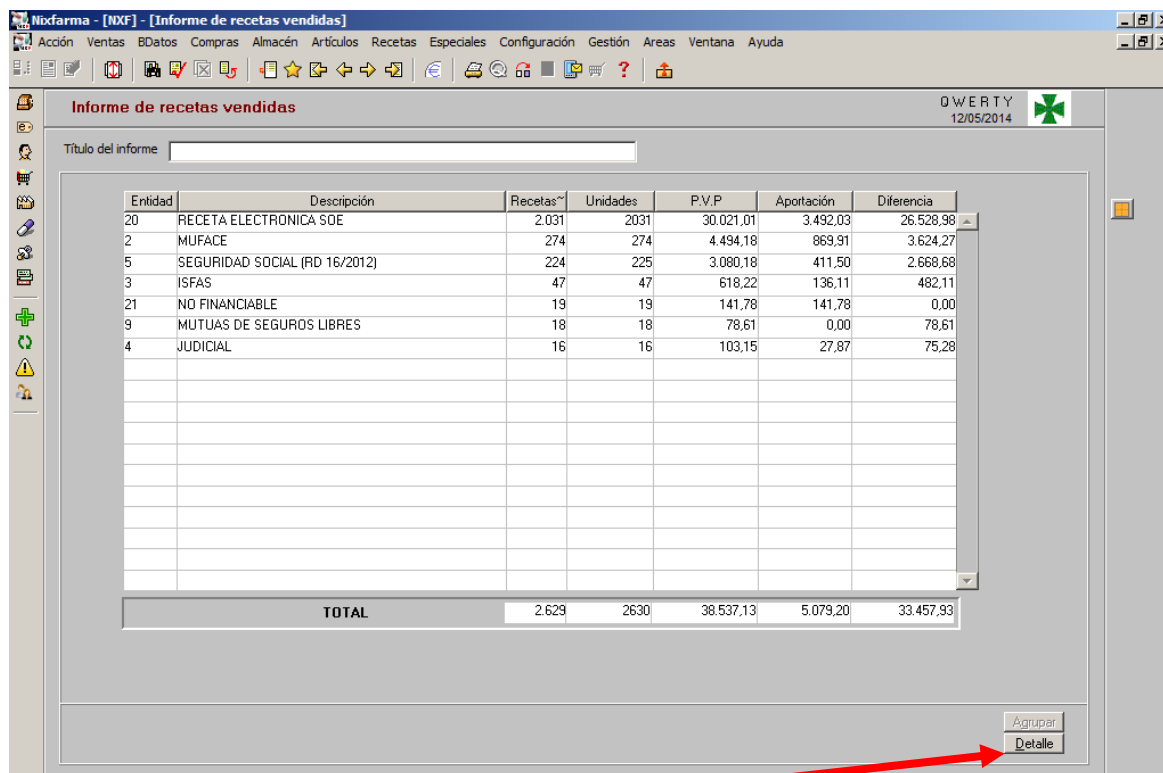 Nixfarma - [NXF] - [Informe de recetas vendidas]
Acción Ventas BDatos Compras Almacén Artículos Recetas Especiales Configuración Gestión Areas Ventana Ayuda
Informe de recetas vendidas
QWERTY
12/05/2014
Título del informe
Entidad Descripción Recetas~ Unidades P.V.P Aportación Diferencia
20 RECETA ELECTRONICA SOE 2.031 2031 30.021,01 3.492,03 26.528,98
2 MUFACE 274 274 4.494,18 869,91 3.624,27
5 SEGURIDAD SOCIAL (RD 16/2012) 224 225 3.080,18 411,50 2.668,68
3 ISFAS 47 47 618,22 136,11 482,11
21 NO FINANCIABLE 19 19 141,78 141,78 0,00
9 MUTUAS DE SEGUROS LIBRES 18 18 78,61 0,00 78,61
4 JUDICIAL 16 16 103,15 27,87 75,28
TOTAL 2.629 2630 38.537,13 5.079,20 33.457,93
Agrupar
Detalle